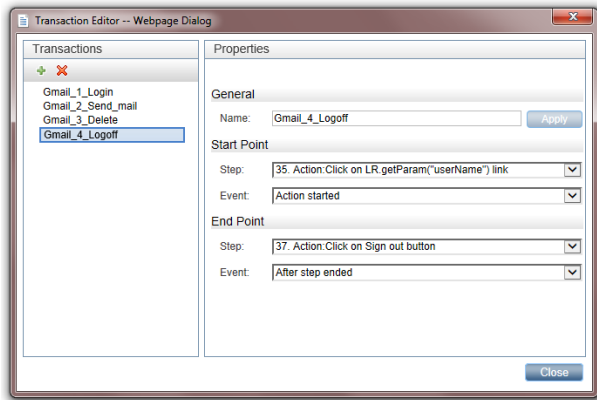 Transaction Editor -- Webpage Dialog
Transactions
Gmail_1_Login
Gmail_2_Send_mail
Gmail_3_Delete
Gmail_4_Logoff
Properties
General
Name: Gmail_4_Logoff Apply
Start Point
Step: 35. Action:Click on LR.getParam("userName") link
Event: Action started
End Point
Step: 37. Action:Click on Sign out button
Event: After step ended
Close